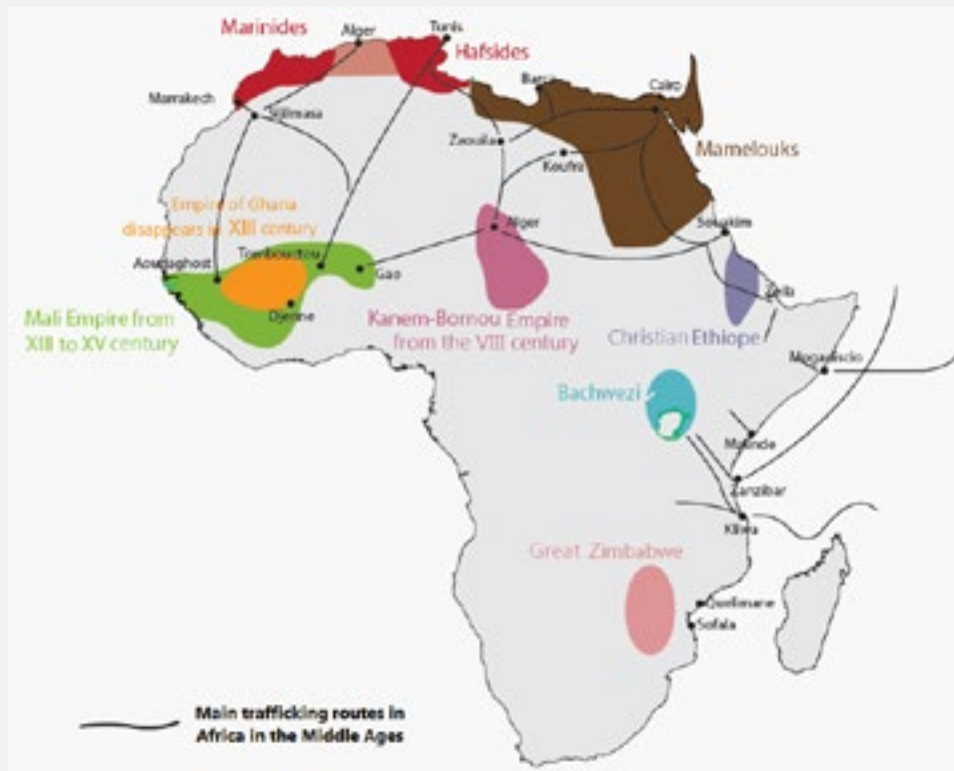 Marinides
Alger
Tunis
Hafsides
Marrakech
Sijilmasa
Barca
Cairo
Zaouila
Koufra
Mamelouks
Empire of Ghana
disappears in XIII century
Tombouctou
Aoudaghost
Gao
Djenne
Alger
Souakim
Zeila
Mali Empire from
XIII to XV century
Kanem-Bornou Empire
from the VIII century
Christian Ethiope
Mogadiscio
Bachwezi
Malinde
Zanzibar
Kilwa
Great Zimbabwe
Quelimane
Sofala
Main trafficking routes in
Africa in the Middle Ages